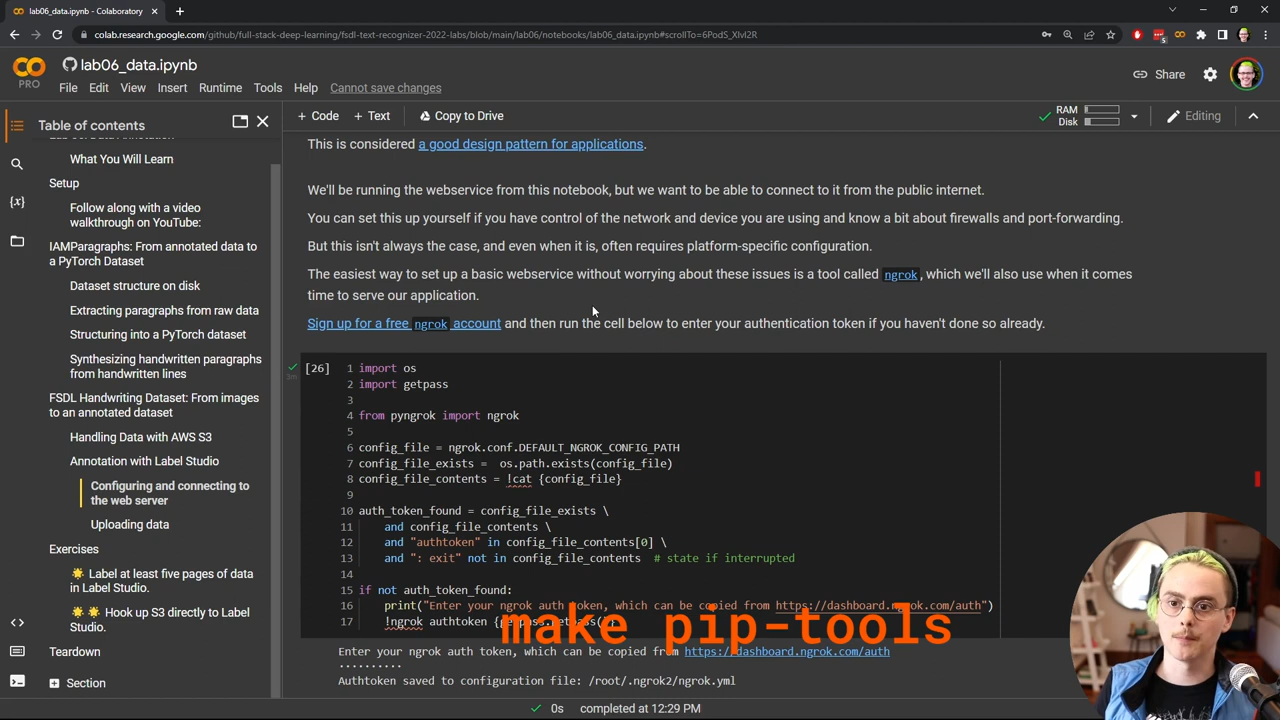 lab06_data.ipynb - Colaboratory
colab.research.google.com/github/full-stack-deep-learning/fsdl-text-recognizer-2022-labs/blob/main/lab06/notebooks/lab06_data.ipynb#scrollTo=6PodS_XIvI2R
PRO
lab06_data.ipynb
File Edit View Insert Runtime Tools Help Cannot save changes
Share
Table of contents
+ Code + Text Copy to Drive
RAM
Disk
Editing
What You Will Learn
Setup
Follow along with a video
walkthrough on YouTube:
IAMParagraphs: From annotated data to
a PyTorch Dataset
Dataset structure on disk
Extracting paragraphs from raw data
Structuring into a PyTorch dataset
Synthesizing handwritten paragraphs
from handwritten lines
FSDL Handwriting Dataset: From images
to an annotated dataset
Handling Data with AWS S3
Annotation with Label Studio
Configuring and connecting to
the web server
Uploading data
Exercises
🌟 Label at least five pages of data
in Label Studio.
🌟🌟 Hook up S3 directly to Label
Studio.
Teardown
Section
This is considered a good design pattern for applications.
We'll be running the webservice from this notebook, but we want to be able to connect to it from the public internet.
You can set this up yourself if you have control of the network and device you are using and know a bit about firewalls and port-forwarding.
But this isn't always the case, and even when it is, often requires platform-specific configuration.
The easiest way to set up a basic webservice without worrying about these issues is a tool called ngrok, which we'll also use when it comes
time to serve our application.
Sign up for a free ngrok account and then run the cell below to enter your authentication token if you haven't done so already.
[26]
1 import os
2 import getpass
3
4 from pyngrok import ngrok
5
6 config_file = ngrok.conf.DEFAULT_NGROK_CONFIG_PATH
7 config_file_exists = os.path.exists(config_file)
8 config_file_contents = !cat {config_file}
9
10 auth_token_found = config_file_exists \
11 and config_file_contents \
12 and "authtoken" in config_file_contents[0] \
13 and ": exit" not in config_file_contents # state if interrupted
14
15 if not auth_token_found:
16 print("Enter your ngrok auth token, which can be copied from https://dashboard.ngrok.com/auth")
17 !ngrok authtoken {getpass.getpass()}
make pip-tools
Enter your ngrok auth token, which can be copied from https://dashboard.ngrok.com/auth
··········
Authtoken saved to configuration file: /root/.ngrok2/ngrok.yml
0s completed at 12:29 PM